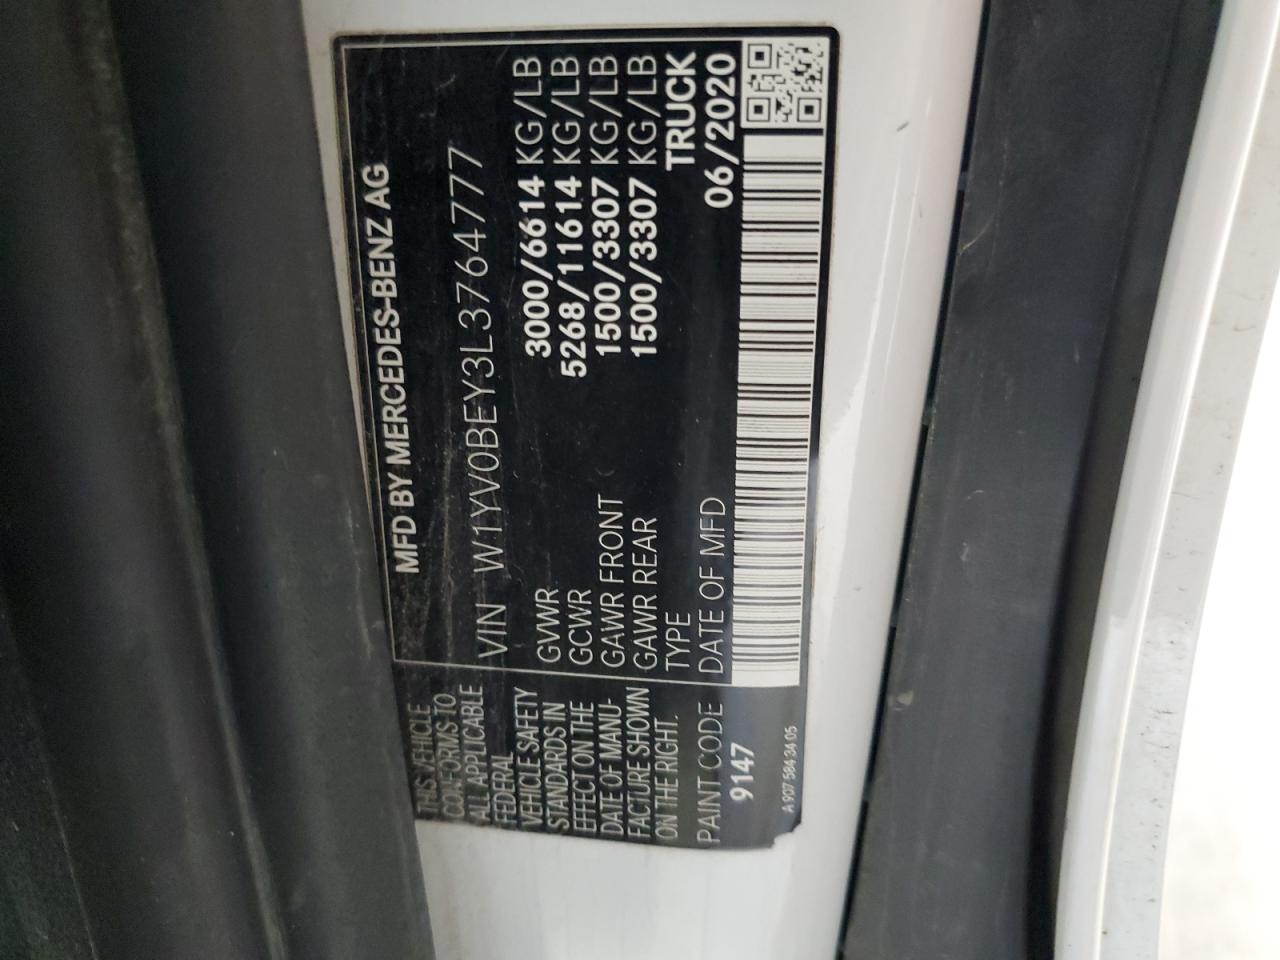 MFD BY MERCEDES-BENZ AG
VIN W1YV0BEY3L3764777
GVWR 3000/6614 KG/LB
GCWR 5268/11614 KG/LB
GAWR FRONT 1500/3307 KG/LB
GAWR REAR 1500/3307 KG/LB
TYPE TRUCK
DATE OF MFD 06/2020
THIS VEHICLE
CONFORMS TO
ALL APPLICABLE
FEDERAL
VEHICLE SAFETY
STANDARDS IN
EFFECT ON THE
DATE OF MANU-
FACTURE SHOWN
ON THE RIGHT.
PAINT CODE
9147
A 907 584 34 05